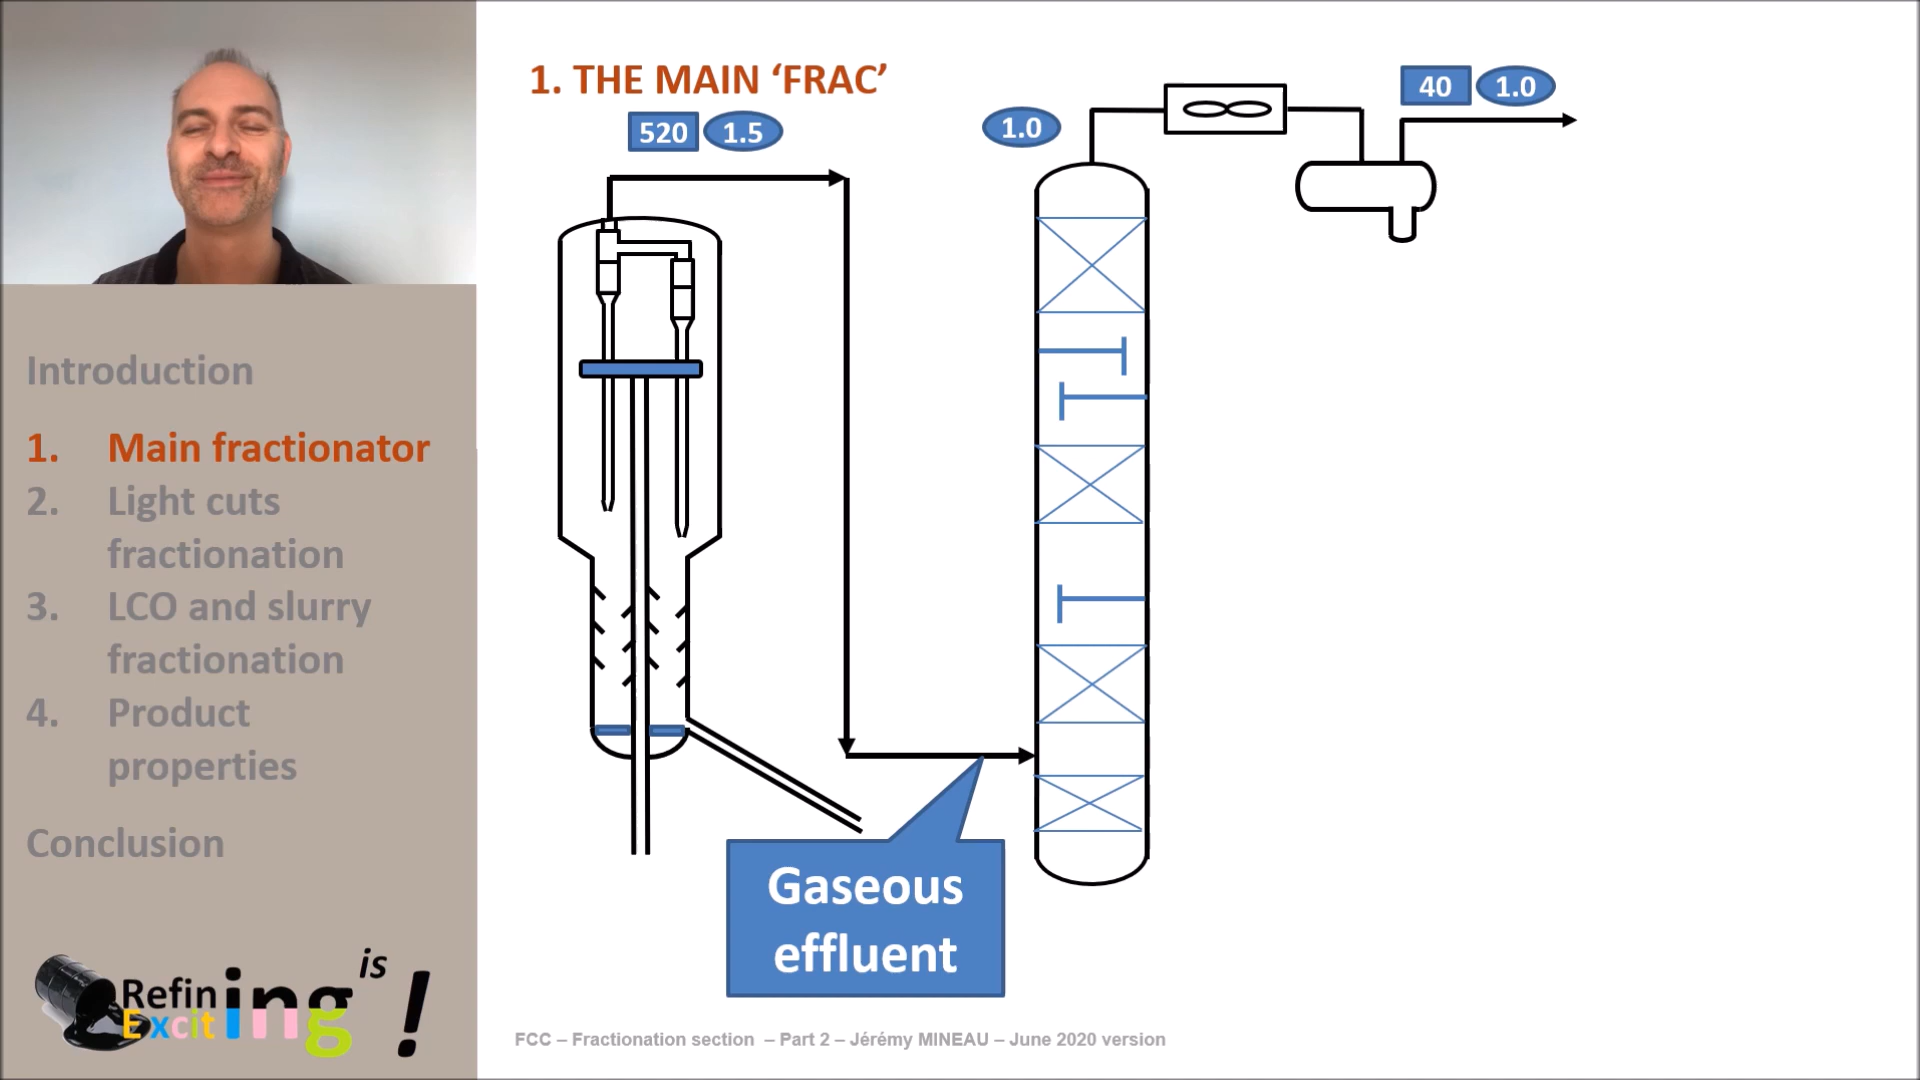 1. THE MAIN ‘FRAC’
520 1.5
1.0
40 1.0
Introduction
1. Main fractionator
2. Light cuts
fractionation
3. LCO and slurry
fractionation
4. Product
properties
Conclusion
Gaseous
effluent
Refining is
Exciting !
FCC – Fractionation section – Part 2 – Jérémy MINEAU – June 2020 version